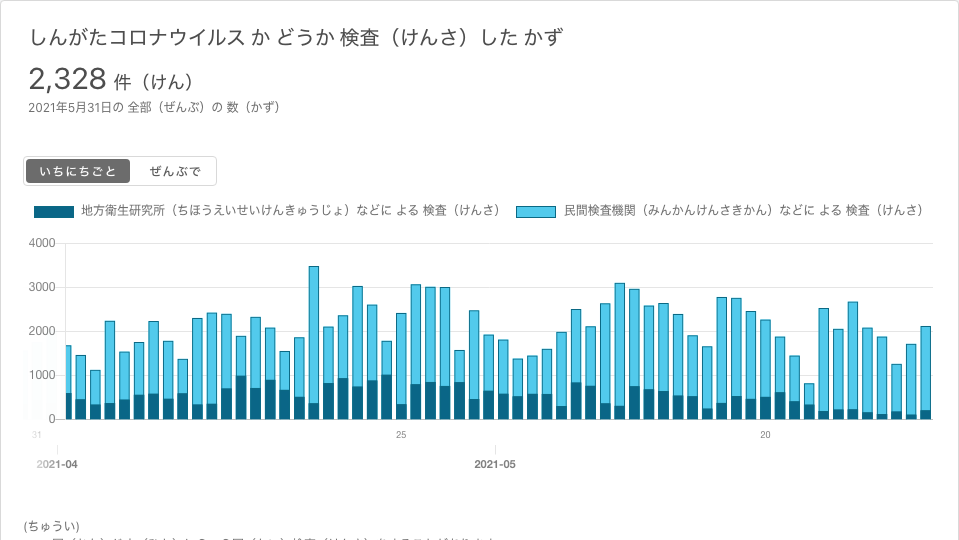 しんがたコロナウイルス か どうか 検査（けんさ）した かず
2,328 件（けん）
2021年5月31日の 全部（ぜんぶ）の 数（かず）
いちにちごと ぜんぶで
地方衛生研究所（ちほうえいせいけんきゅうじょ）などに よる 検査（けんさ） 民間検査機関（みんかんけんさきかん）などに よる 検査（けんさ）
4000
3000
2000
1000
0
31 25 20
2021-04 2021-05
(ちゅうい)